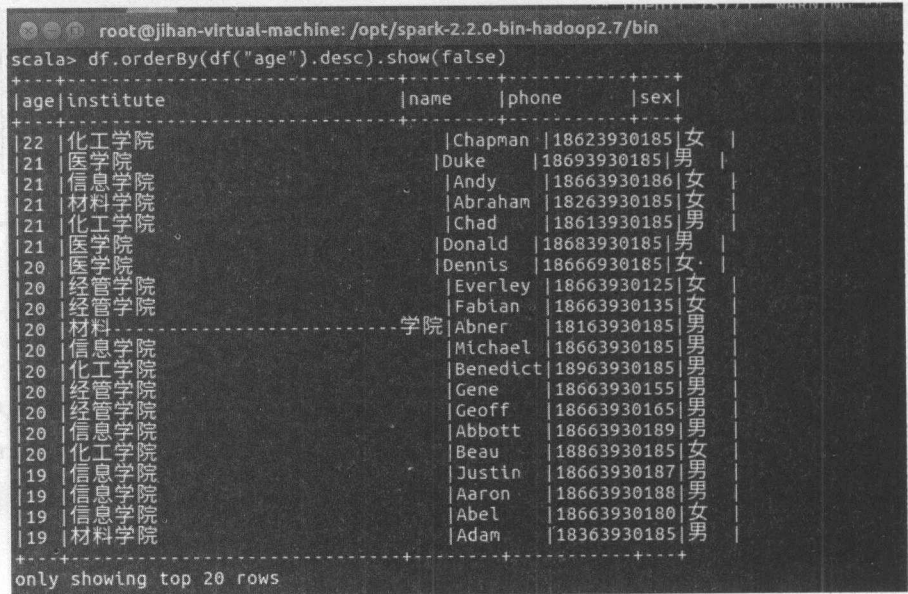 root@jihan-virtual-machine: /opt/spark-2.2.0-bin-hadoop2.7/bin
scala> df.orderBy(df("age").desc).show(false)
+---+------------------------------+---------+-----------+---+
|age|institute |name |phone |sex|
+---+------------------------------+---------+-----------+---+
|22 |化工学院 |Chapman |18623930185|女 |
|21 |医学院 |Duke |18693930185|男 |
|21 |信息学院 |Andy |18663930186|女 |
|21 |材料学院 |Abraham |18263930185|女 |
|21 |化工学院 |Chad |18613930185|男 |
|21 |医学院 |Donald |18683930185|男 |
|20 |医学院 |Dennis |18666930185|女 |
|20 |经管学院 |Everley |18663930125|女 |
|20 |经管学院 |Fabian |18663930135|女 |
|20 |材料------------------------------学院|Abner |18163930185|男 |
|20 |信息学院 |Michael |18663930185|男 |
|20 |化工学院 |Benedict|18963930185|男 |
|20 |经管学院 |Gene |18663930155|男 |
|20 |经管学院 |Geoff |18663930165|男 |
|20 |信息学院 |Abbott |18663930189|男 |
|20 |化工学院 |Beau |18863930185|女 |
|19 |信息学院 |Justin |18663930187|男 |
|19 |信息学院 |Aaron |18663930188|男 |
|19 |信息学院 |Abel |18663930180|女 |
|19 |材料学院 |Adam |18363930185|男 |
+---+------------------------------+---------+-----------+---+
only showing top 20 rows